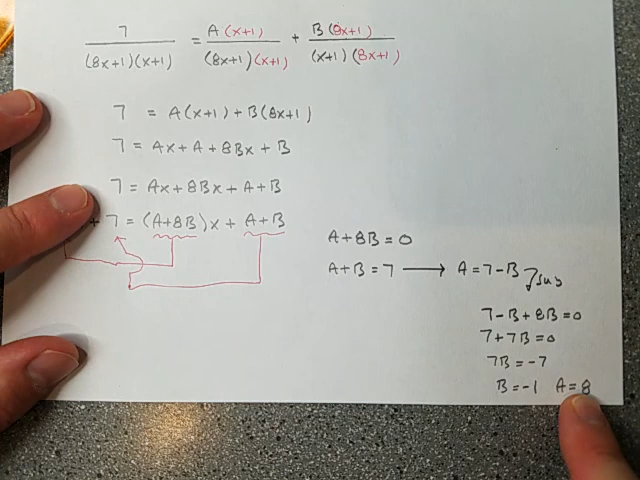 7/((8x+1)(x+1)) = A(x+1)/((8x+1)(x+1)) + B(8x+1)/((x+1)(8x+1))
7 = A(x+1) + B(8x+1)
7 = Ax + A + 8Bx + B
7 = Ax + 8Bx + A + B
+ 7 = (A+8B)x + A+B
A + 8B = 0
A + B = 7 → A = 7 - B
7 - B + 8B = 0
7 + 7B = 0
7B = -7
B = -1 A = 8